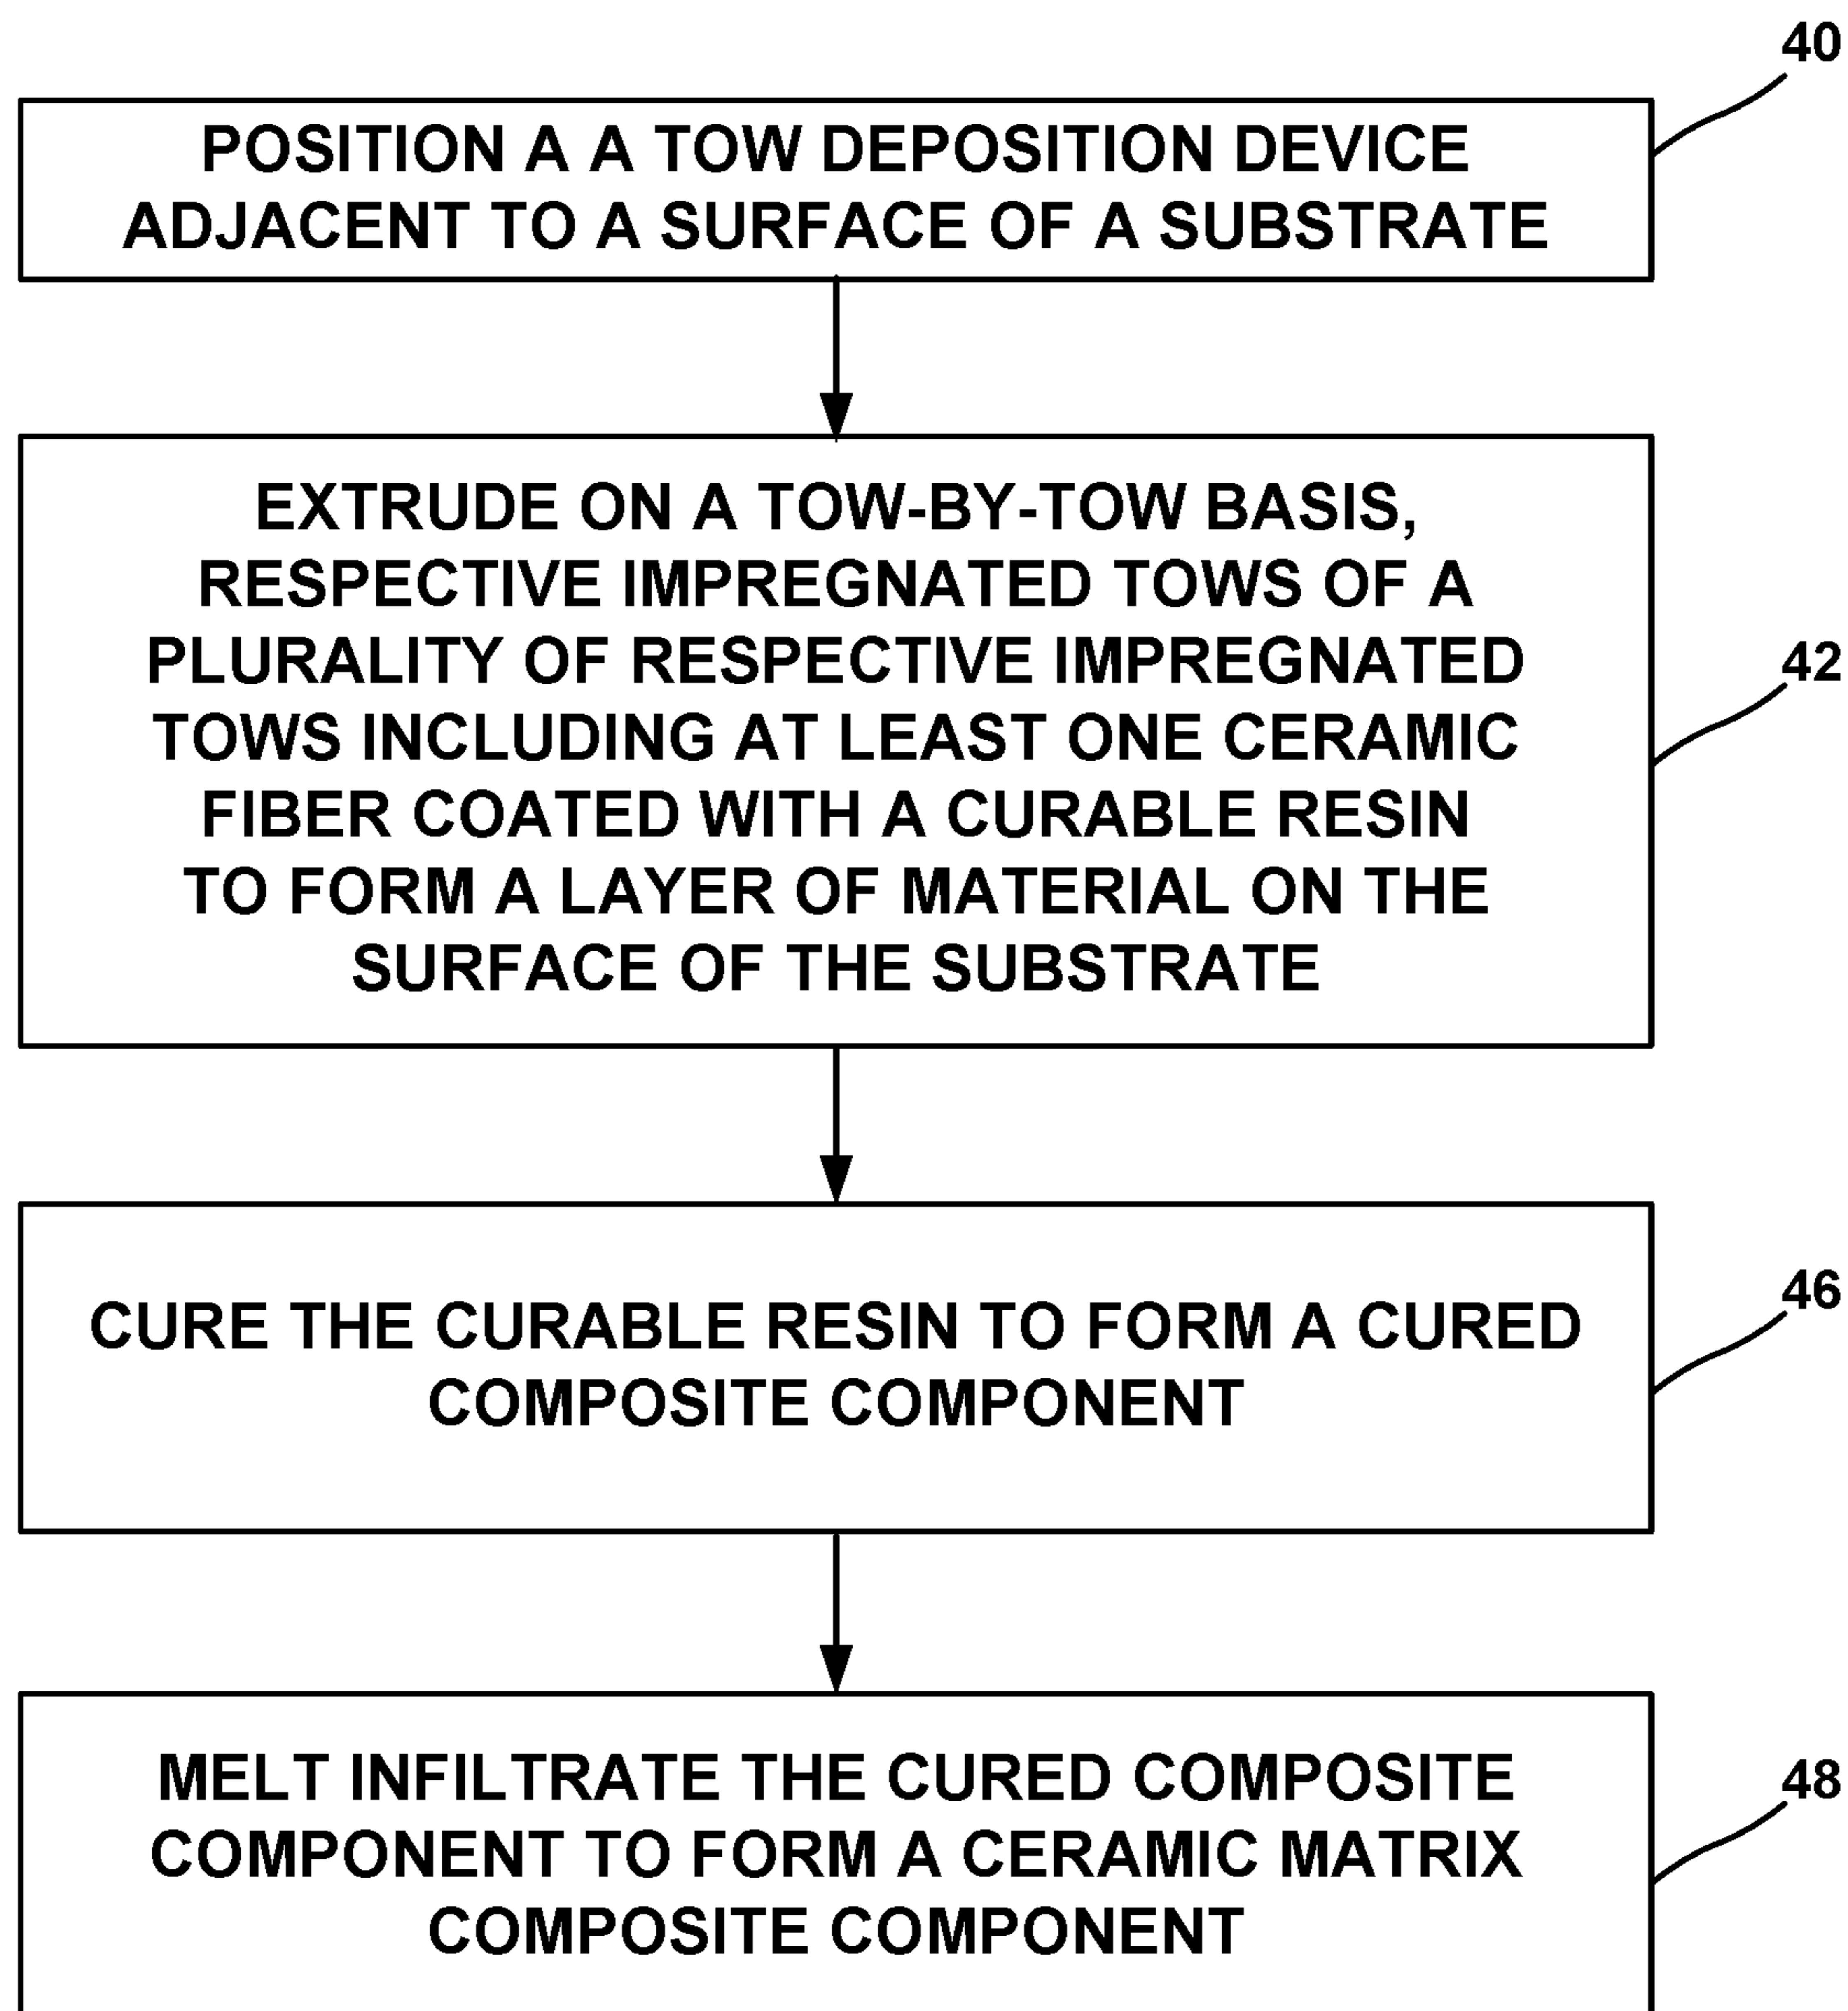 40
POSITION A A TOW DEPOSITION DEVICE
ADJACENT TO A SURFACE OF A SUBSTRATE
EXTRUDE ON A TOW-BY-TOW BASIS,
RESPECTIVE IMPREGNATED TOWS OF A
PLURALITY OF RESPECTIVE IMPREGNATED
TOWS INCLUDING AT LEAST ONE CERAMIC
FIBER COATED WITH A CURABLE RESIN
TO FORM A LAYER OF MATERIAL ON THE
SURFACE OF THE SUBSTRATE
42
CURE THE CURABLE RESIN TO FORM A CURED
COMPOSITE COMPONENT
46
MELT INFILTRATE THE CURED COMPOSITE
COMPONENT TO FORM A CERAMIC MATRIX
COMPOSITE COMPONENT
48